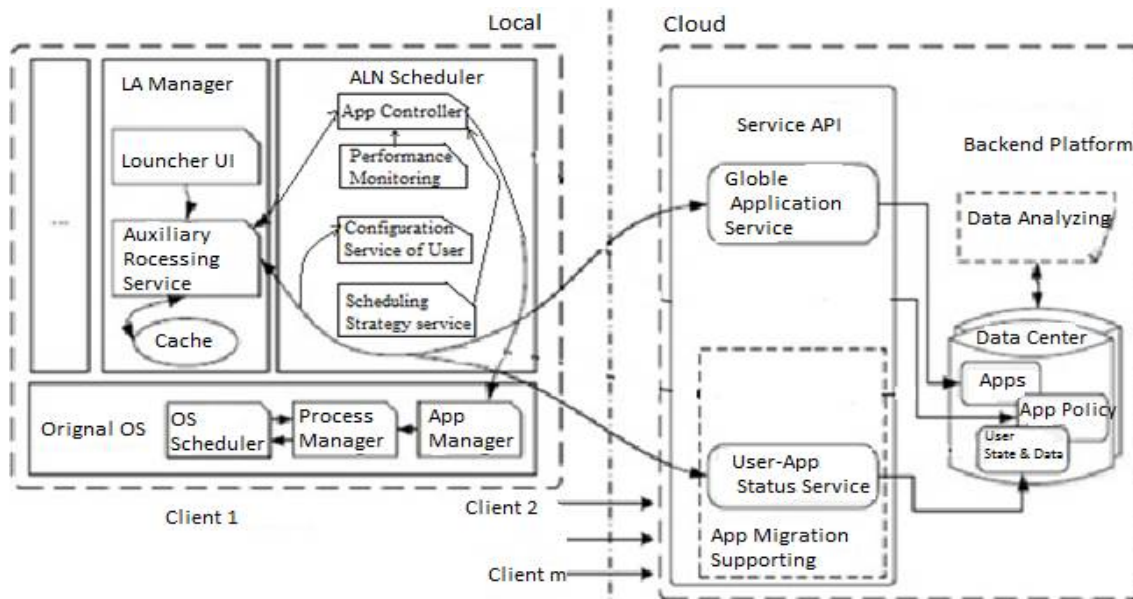 Local
Cloud
LA Manager
ALN Scheduler
App Controller
Louncher UI
Performance
Monitoring
...
Auxiliary
Rocessing
Service
Configuration
Service of User
Scheduling
Strategy service
Cache
Orignal OS
OS
Scheduler
Process
Manager
App
Manager
Client 1
Client 2
Client m
Service API
Globle
Application
Service
User-App
Status Service
App Migration
Supporting
Backend Platform
Data Analyzing
Data Center
Apps
App Policy
User
State & Data